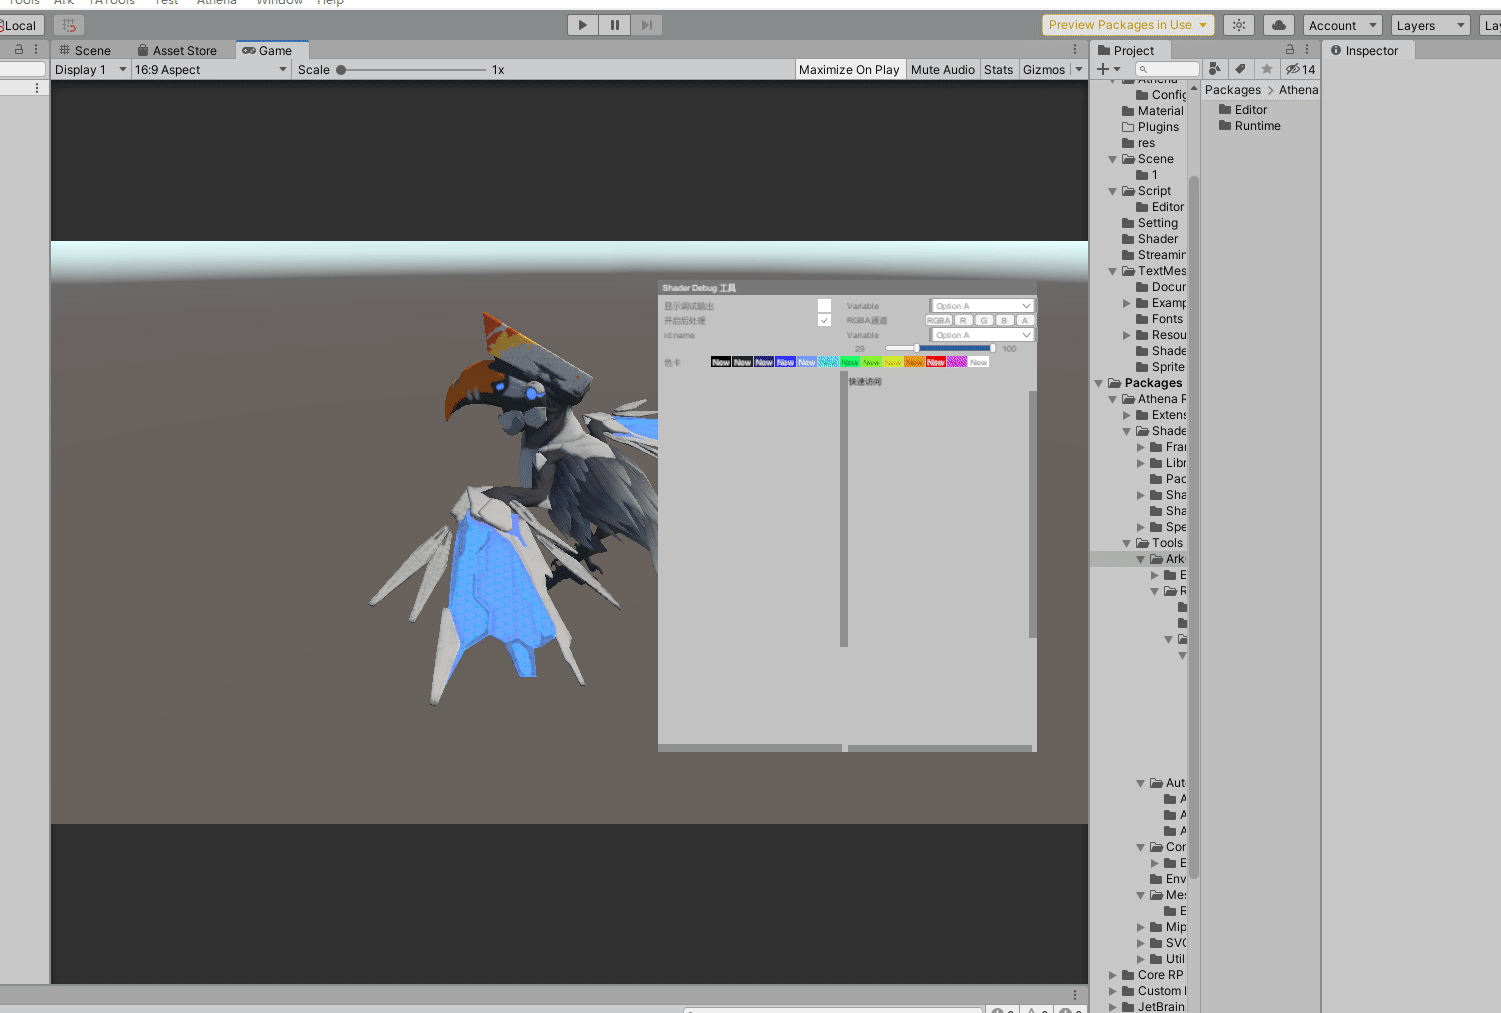 Tools Ark TATools Test Athena Window Help
Local
Preview Packages in Use
Account
Layers
Scene
Asset Store
Game
Project
Inspector
Display 1
16:9 Aspect
Scale
1x
Maximize On Play
Mute Audio
Stats
Gizmos
14
Packages > Athena
Editor
Runtime
Athena
Config
Material
Plugins
res
Scene
1
Script
Editor
Setting
Shader
Streamin
TextMes
Docur
Examp
Fonts
Resou
Shade
Sprite
Packages
Athena R
Extens
Shade
Fra
Libr
Pac
Sha
Sha
Spe
Tools
Ark
E
R
Aut
A
A
A
Cor
E
Env
Mes
E
Mip
SVC
Util
Core RP
Custom
JetBrain
Shader Debug 工具
显示调试输出
Variable
Option A
开启后处理
RGBA通道
RGBA R G B A
id:name
Variable
Option A
29
100
色卡
New New New New New New New New New New New New New
快速访问